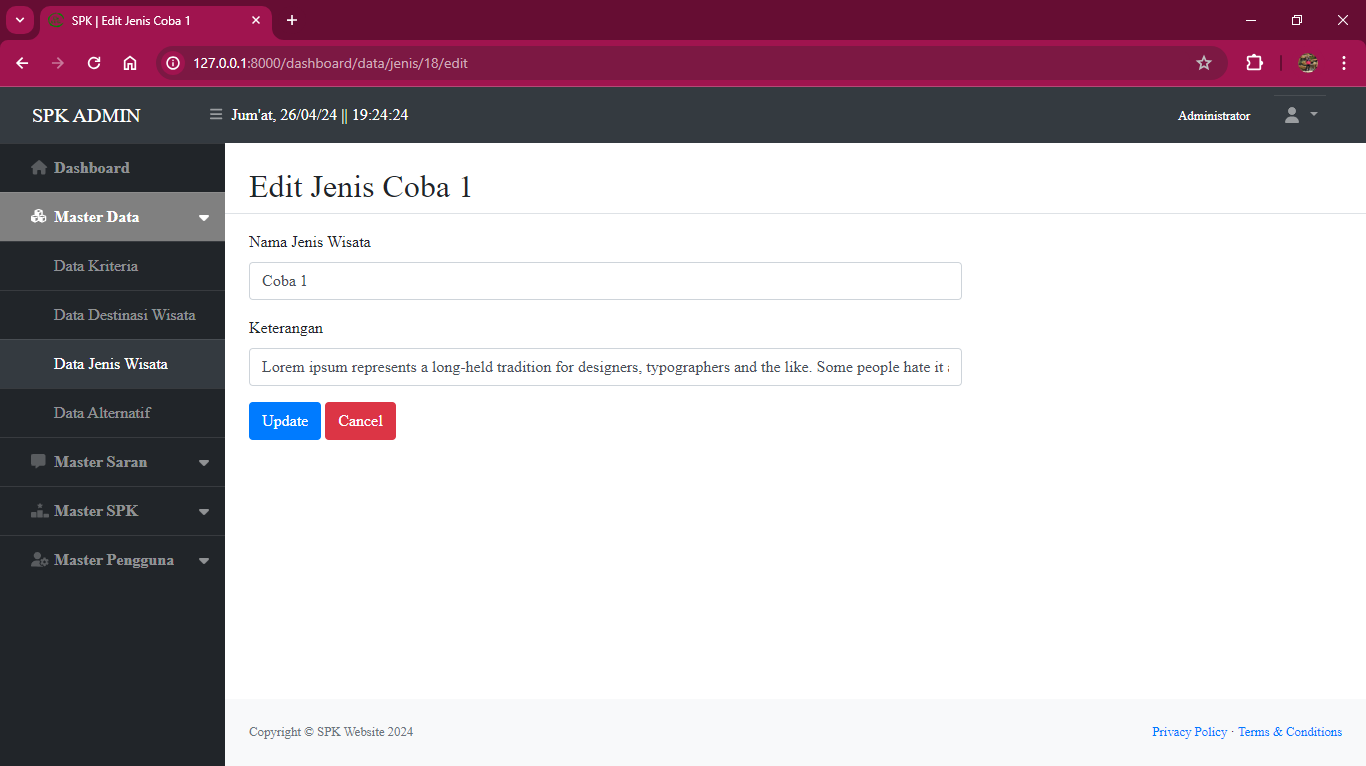 SPK | Edit Jenis Coba 1
127.0.0.1:8000/dashboard/data/jenis/18/edit
SPK ADMIN
Jum'at, 26/04/24 || 19:24:24
Administrator
Dashboard
Master Data
Data Kriteria
Data Destinasi Wisata
Data Jenis Wisata
Data Alternatif
Master Saran
Master SPK
Master Pengguna
Edit Jenis Coba 1
Nama Jenis Wisata
Coba 1
Keterangan
Lorem ipsum represents a long-held tradition for designers, typographers and the like. Some people hate it
Update Cancel
Copyright © SPK Website 2024
Privacy Policy · Terms & Conditions